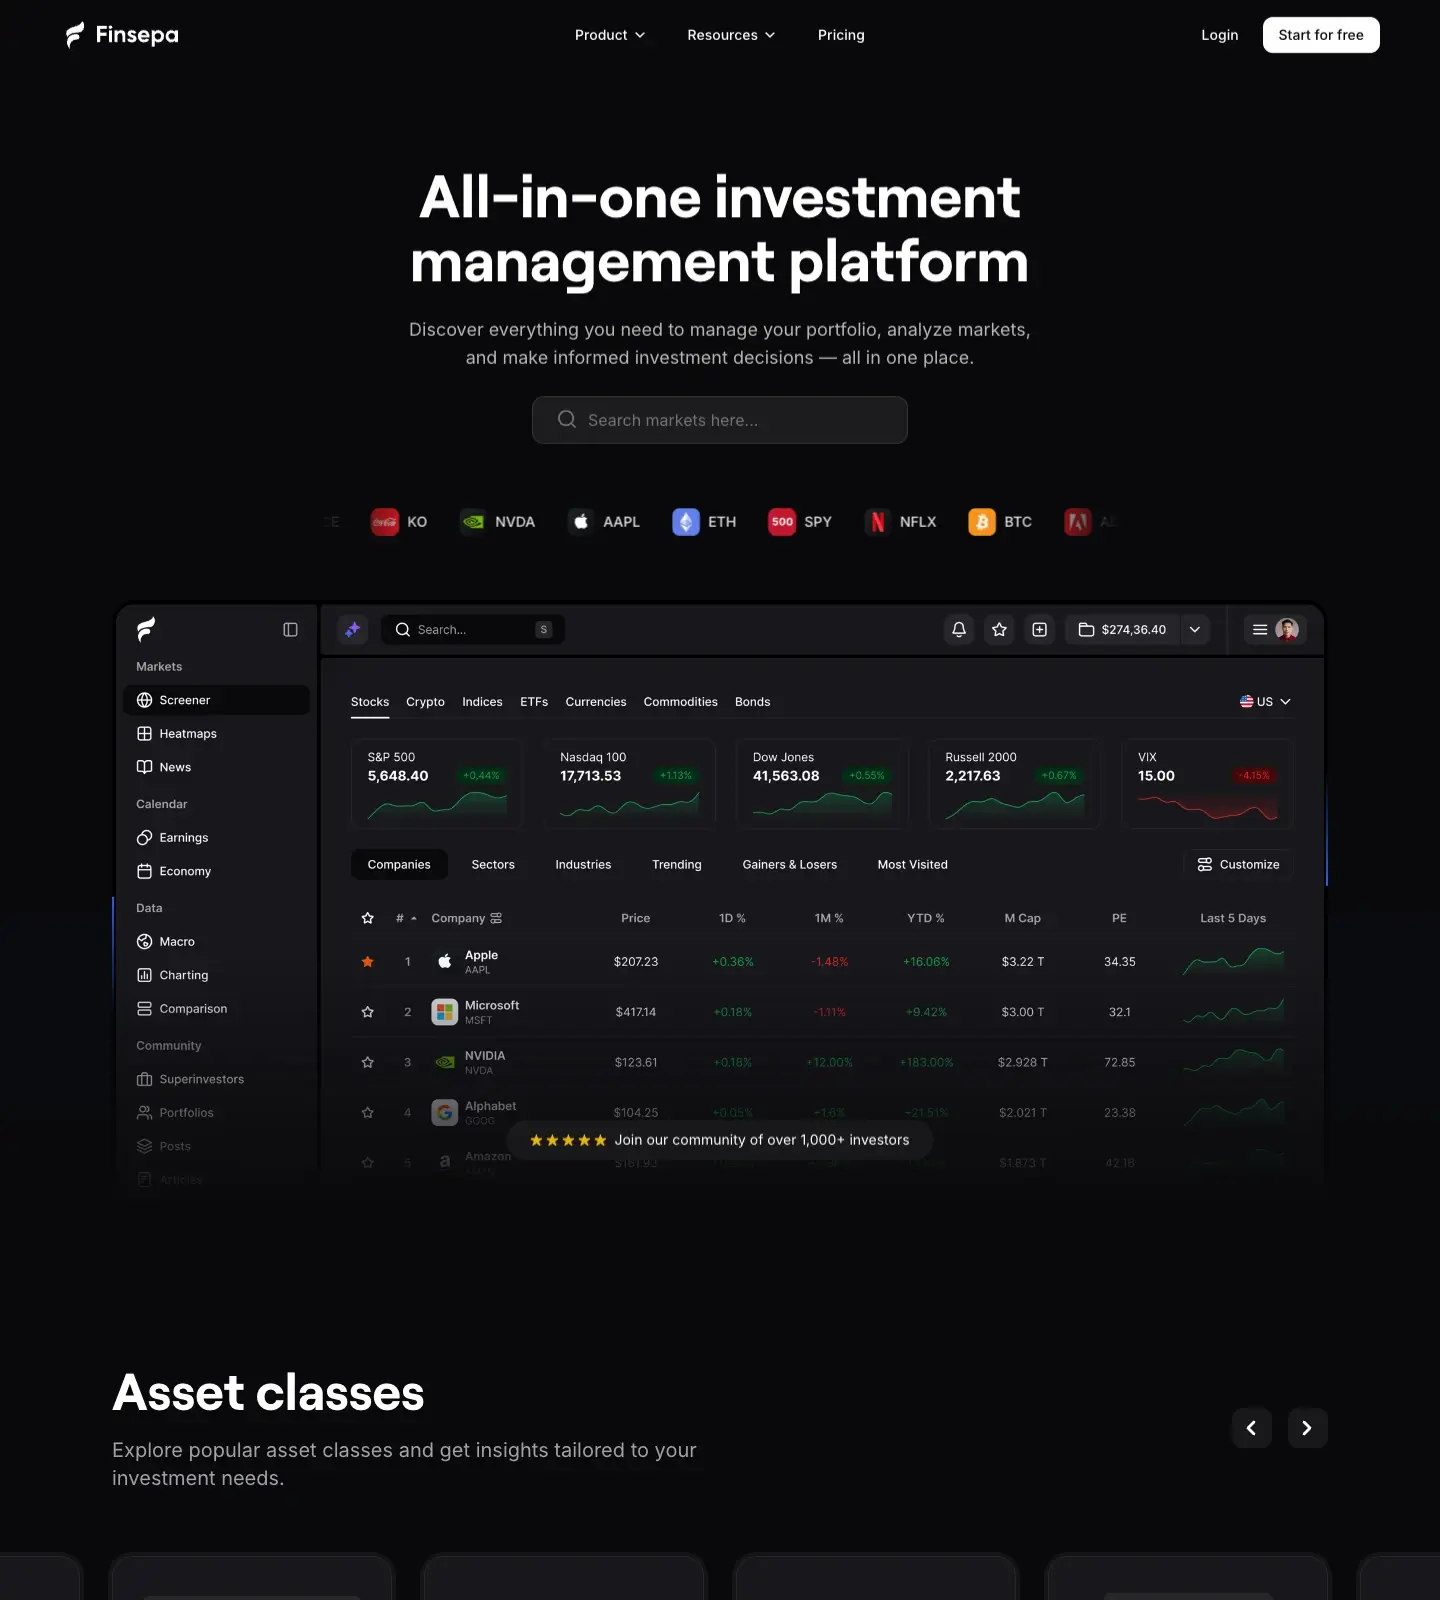 Finsepa
Product
Resources
Pricing
Login
Start for free
All-in-one investment
management platform
Discover everything you need to manage your portfolio, analyze markets,
and make informed investment decisions — all in one place.
Search markets here...
KO
NVDA
AAPL
ETH
500 SPY
NFLX
BTC
Search...
S
$274,36.40
Markets
Screener
Heatmaps
News
Calendar
Earnings
Economy
Data
Macro
Charting
Comparison
Community
Superinvestors
Portfolios
Posts
Articles
Stocks Crypto Indices ETFs Currencies Commodities Bonds
US
S&P 500
5,648.40 +0.44%
Nasdaq 100
17,713.53 +1.13%
Dow Jones
41,563.08 +0.55%
Russell 2000
2,217.63 +0.67%
VIX
15.00 -4.15%
Companies Sectors Industries Trending Gainers & Losers Most Visited
Customize
# Company Price 1D % 1M % YTD % M Cap PE Last 5 Days
1 Apple
AAPL
$207.23 +0.36% -1.48% +16.06% $3.22 T 34.35
2 Microsoft
MSFT
$417.14 +0.18% -1.11% +9.42% $3.00 T 32.1
3 NVIDIA
NVDA
$123.61 +0.18% +12.00% +183.00% $2.928 T 72.85
4 Alphabet
GOOG
$104.25 +0.05% -1.6% -21.51% $2.021 T 23.38
5 Amazon
$161.93 $1.873 T 42.18
Join our community of over 1,000+ investors
Asset classes
Explore popular asset classes and get insights tailored to your
investment needs.